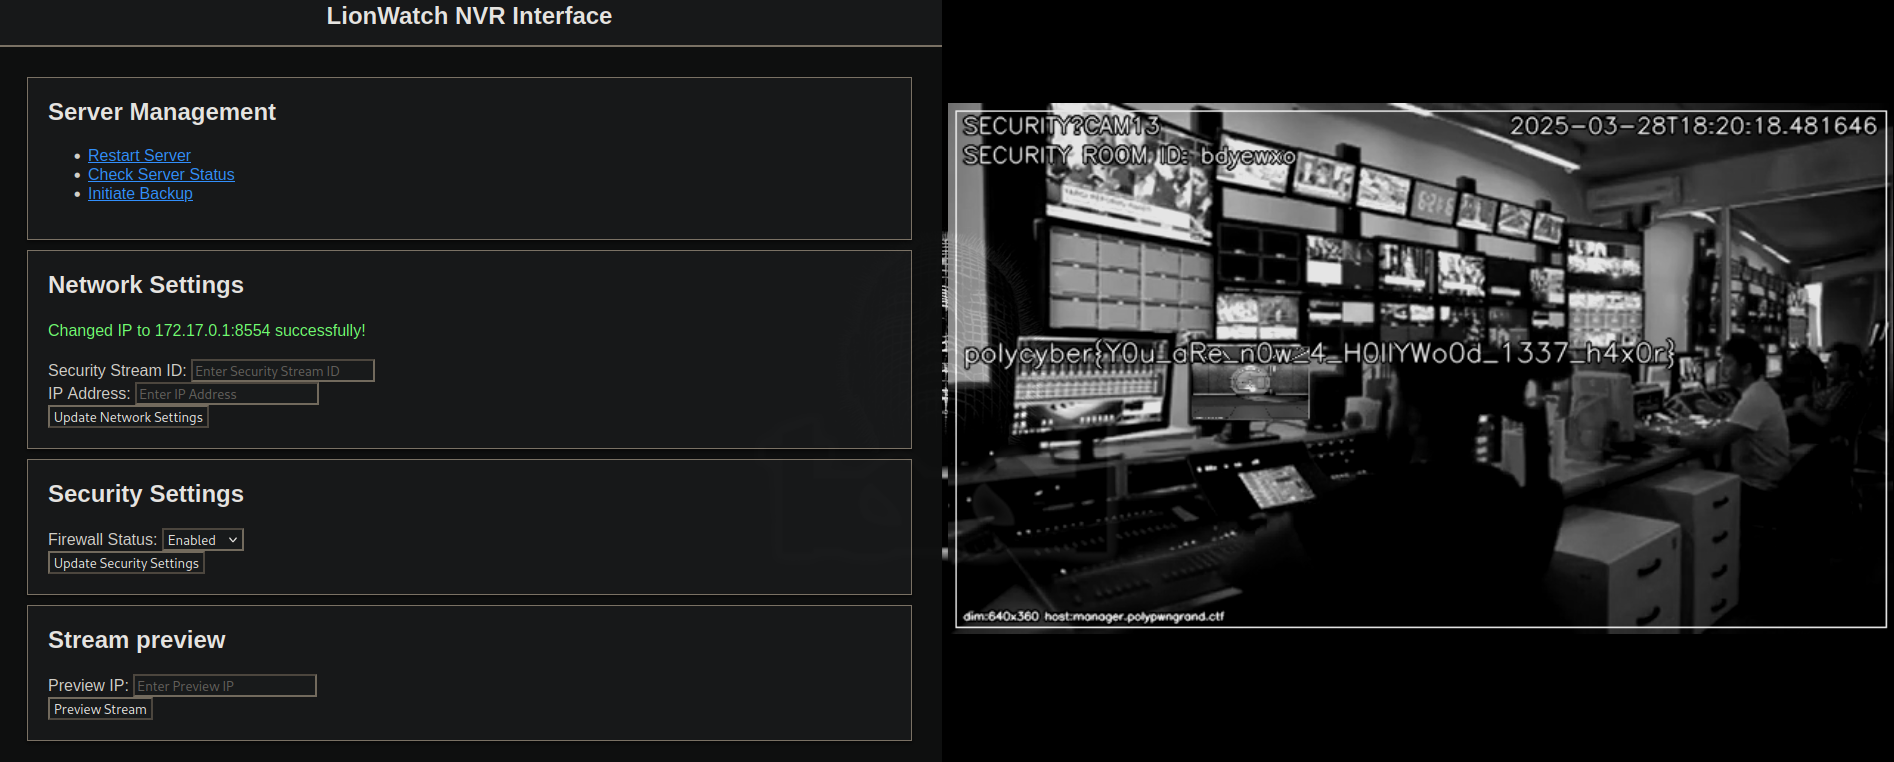 LionWatch NVR Interface
Server Management
Restart Server
Check Server Status
Initiate Backup
Network Settings
Changed IP to 172.17.0.1:8554 successfully!
Security Stream ID: Enter Security Stream ID
IP Address: Enter IP Address
Update Network Settings
Security Settings
Firewall Status: Enabled
Update Security Settings
Stream preview
Preview IP: Enter Preview IP
Preview Stream
SECURITY?CAM13
2025-03-28T18:20:18.481646
SECURITY ROOM ID: bdyewxo
polycyber{Y0u_aRe_n0w_4_H0llYWo0d_1337_h4x0r}
dim:640x360 host:manager.polypwngrand.ctf